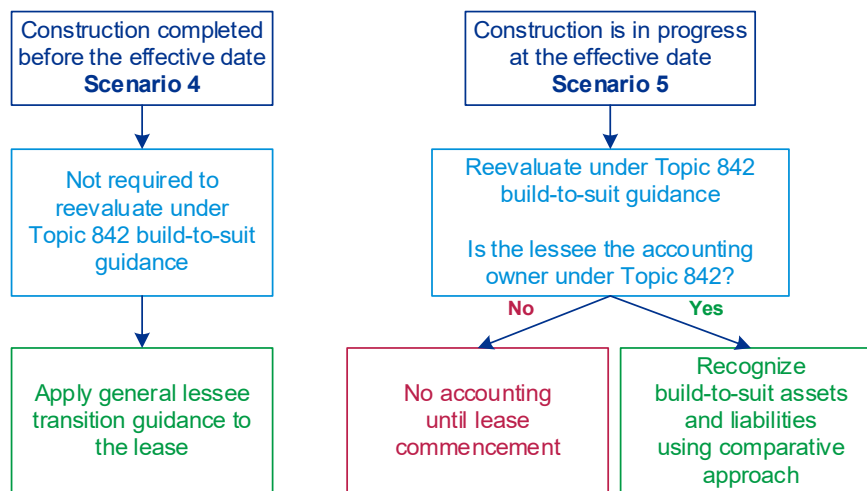 Construction completed
before the effective date
Scenario 4
Not required to
reevaluate under
Topic 842 build-to-suit
guidance
Apply general lessee
transition guidance to
the lease
Construction is in progress
at the effective date
Scenario 5
Reevaluate under Topic 842
build-to-suit guidance
Is the lessee the accounting
owner under Topic 842?
No
Yes
No accounting
until lease
commencement
Recognize
build-to-suit assets
and liabilities
using comparative
approach